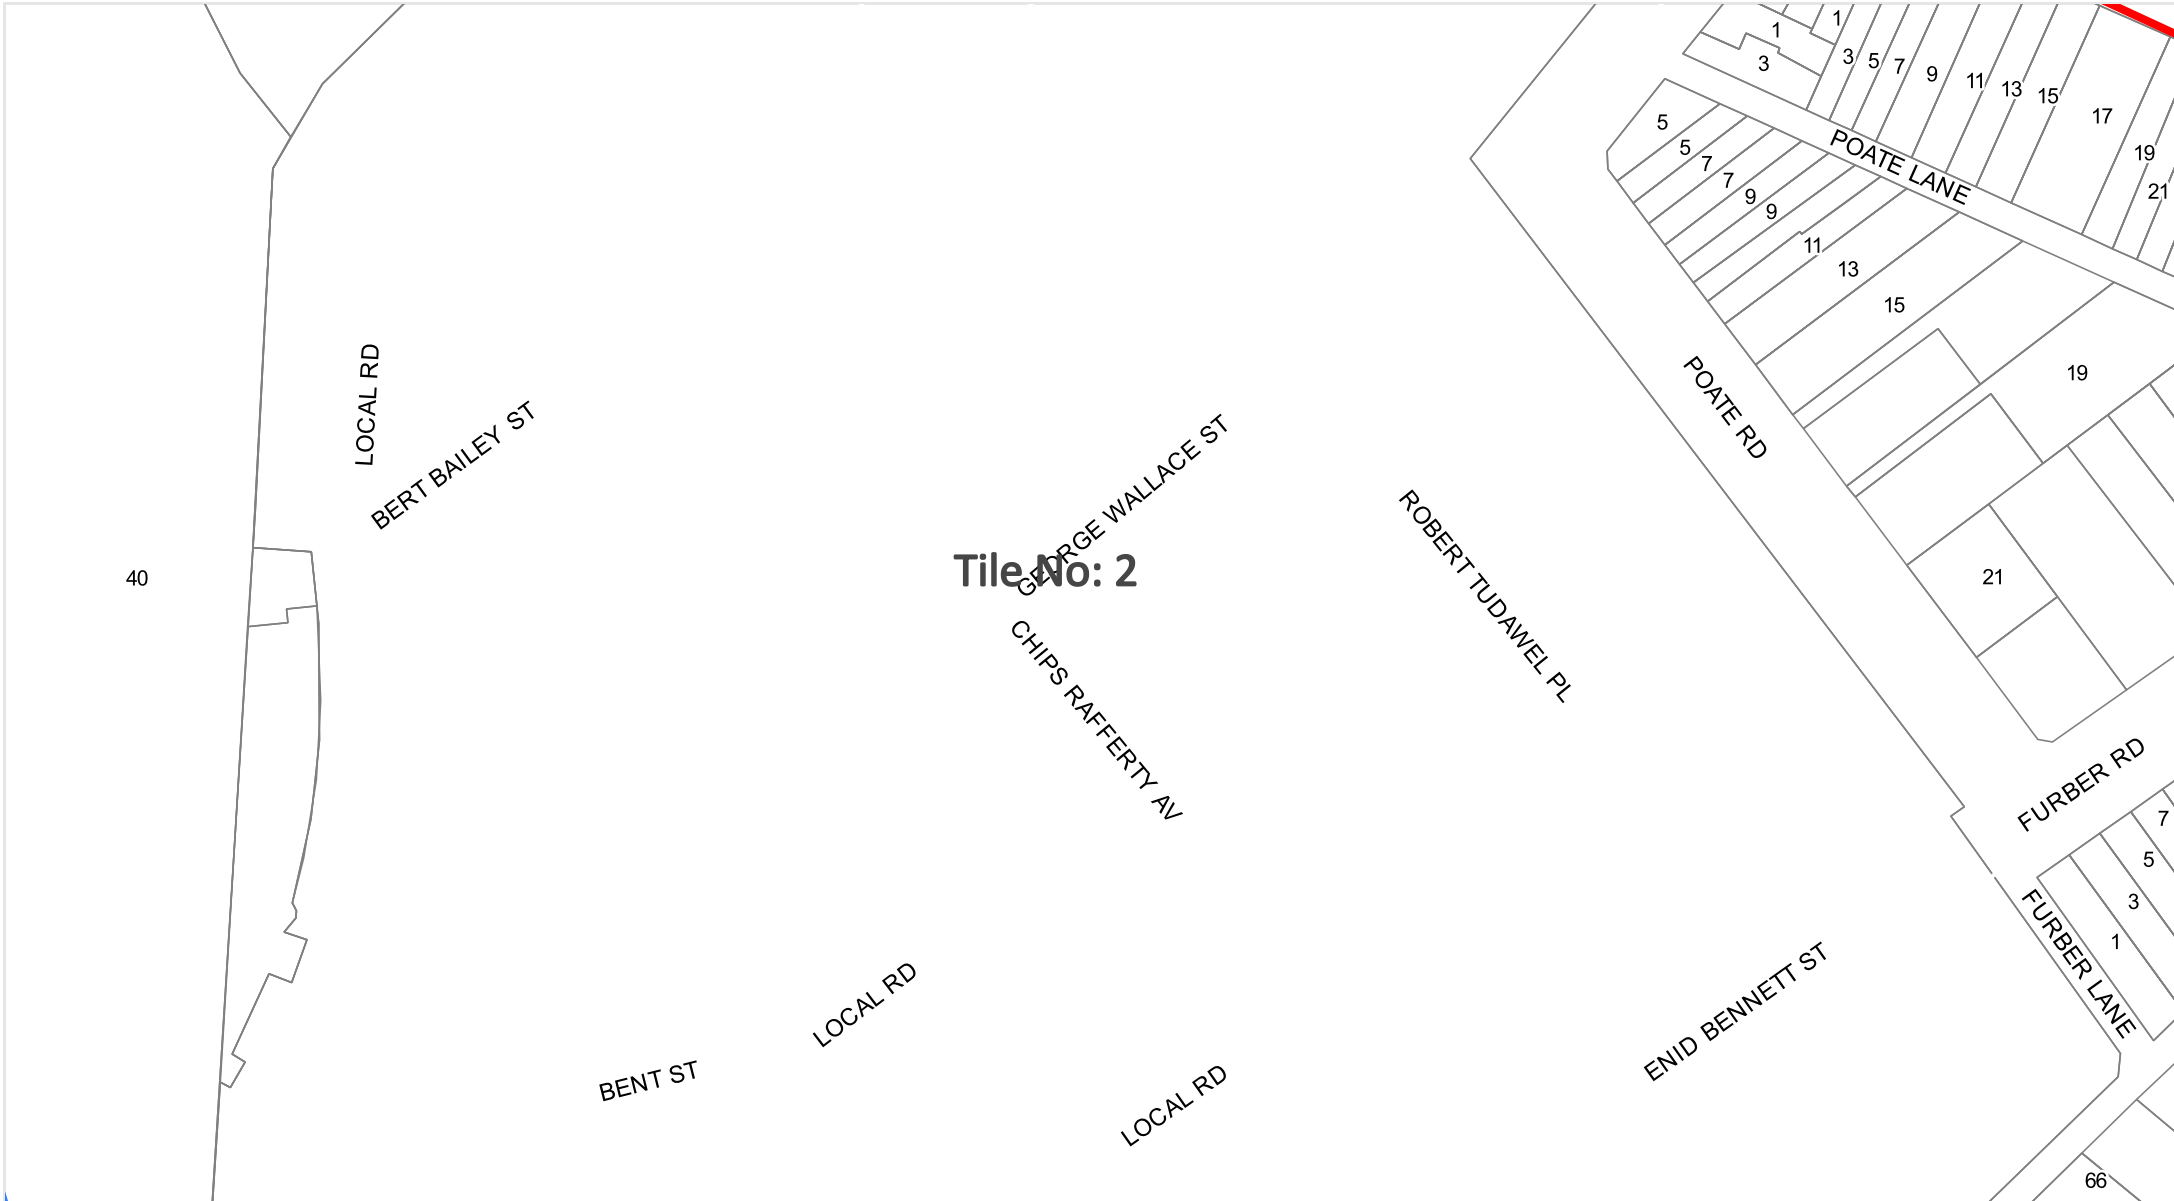 1
1
3
3
5
7
9
11
13
15
17
19
21
POATE LANE
5
5
7
7
9
9
11
13
15
19
LOCAL RD
BERT BAILEY ST
GEORGE WALLACE ST
POATE RD
ROBERT TUDAWEL PL
40
Tile No: 2
21
CHIPS RAFFERTY AV
FURBER RD
7
5
3
1
FURBER LANE
LOCAL RD
ENID BENNETT ST
BENT ST
LOCAL RD
66